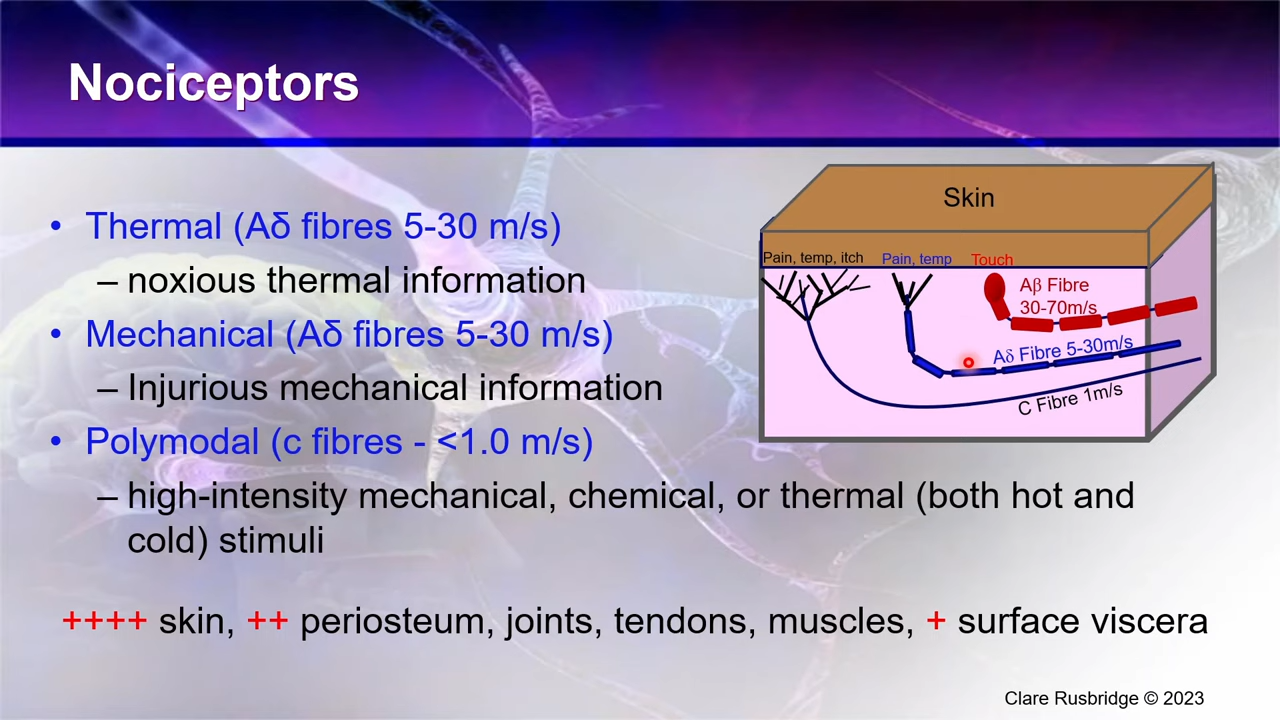 Nociceptors
• Thermal (Aδ fibres 5-30 m/s)
– noxious thermal information
• Mechanical (Aδ fibres 5-30 m/s)
– Injurious mechanical information
• Polymodal (c fibres - <1.0 m/s)
– high-intensity mechanical, chemical, or thermal (both hot and
cold) stimuli
++++ skin, ++ periosteum, joints, tendons, muscles, + surface viscera
Skin
Pain, temp, itch
Pain, temp
Touch
Aβ Fibre
30-70m/s
Aδ Fibre 5-30m/s
C Fibre 1m/s
Clare Rusbridge © 2023